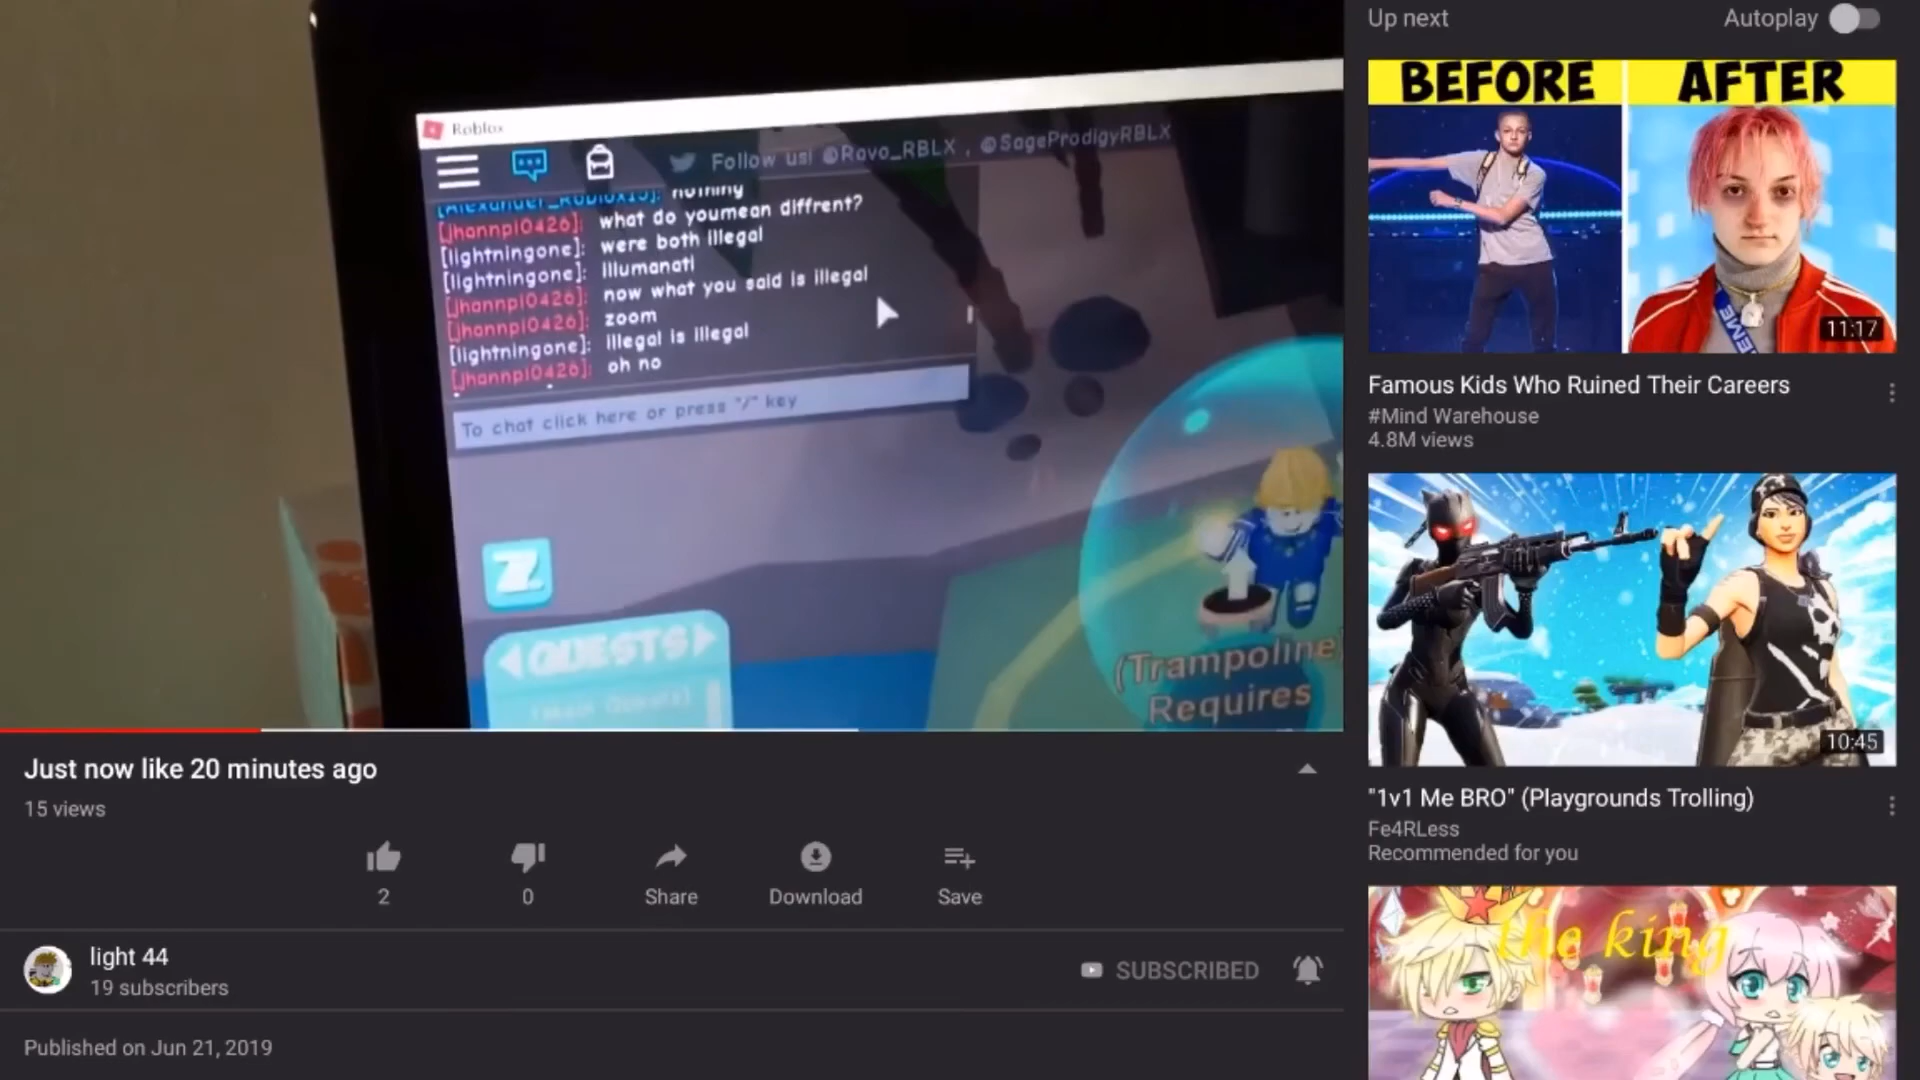 Up next
Autoplay
Roblox
Follow us! @Ravo_RBLX , @SageProdigyRBLX
nothing
[jhannpl0426]: what do youmean diffrent?
[lightningone]: were both illegal
[lightningone]: illumanati
[jhannpl0426]: now what you said is illegal
[jhannpl0426]: zoom
[lightningone]: illegal is illegal
[jhannpl0426]: oh no
To chat click here or press "/" key
Z
QUESTS
(Trampoline)
Requires
BEFORE
AFTER
11:17
Famous Kids Who Ruined Their Careers
#Mind Warehouse
4.8M views
10:45
"1v1 Me BRO" (Playgrounds Trolling)
Fe4RLess
Recommended for you
the king
Just now like 20 minutes ago
15 views
2
0
Share
Download
Save
light 44
19 subscribers
SUBSCRIBED
Published on Jun 21, 2019